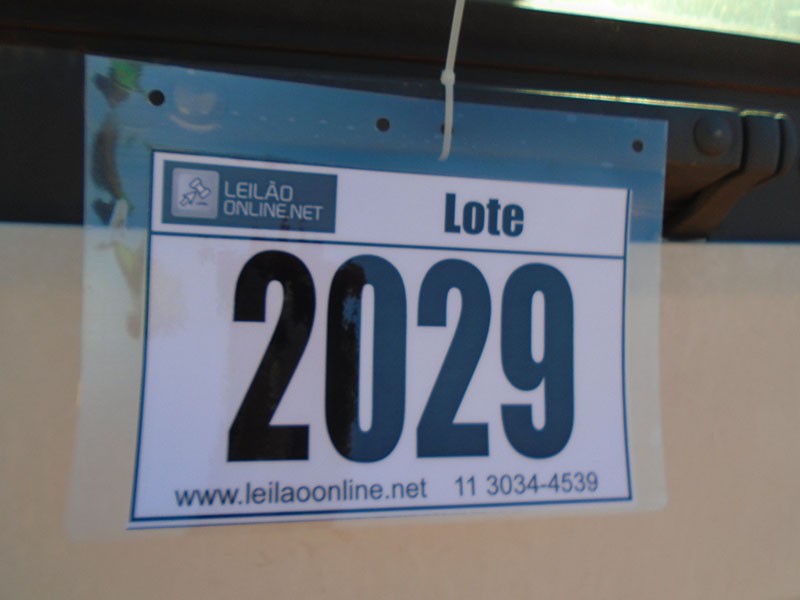 LEILÃO
ONLINE.NET
Lote
2029
www.leilaoonline.net 11 3034-4539